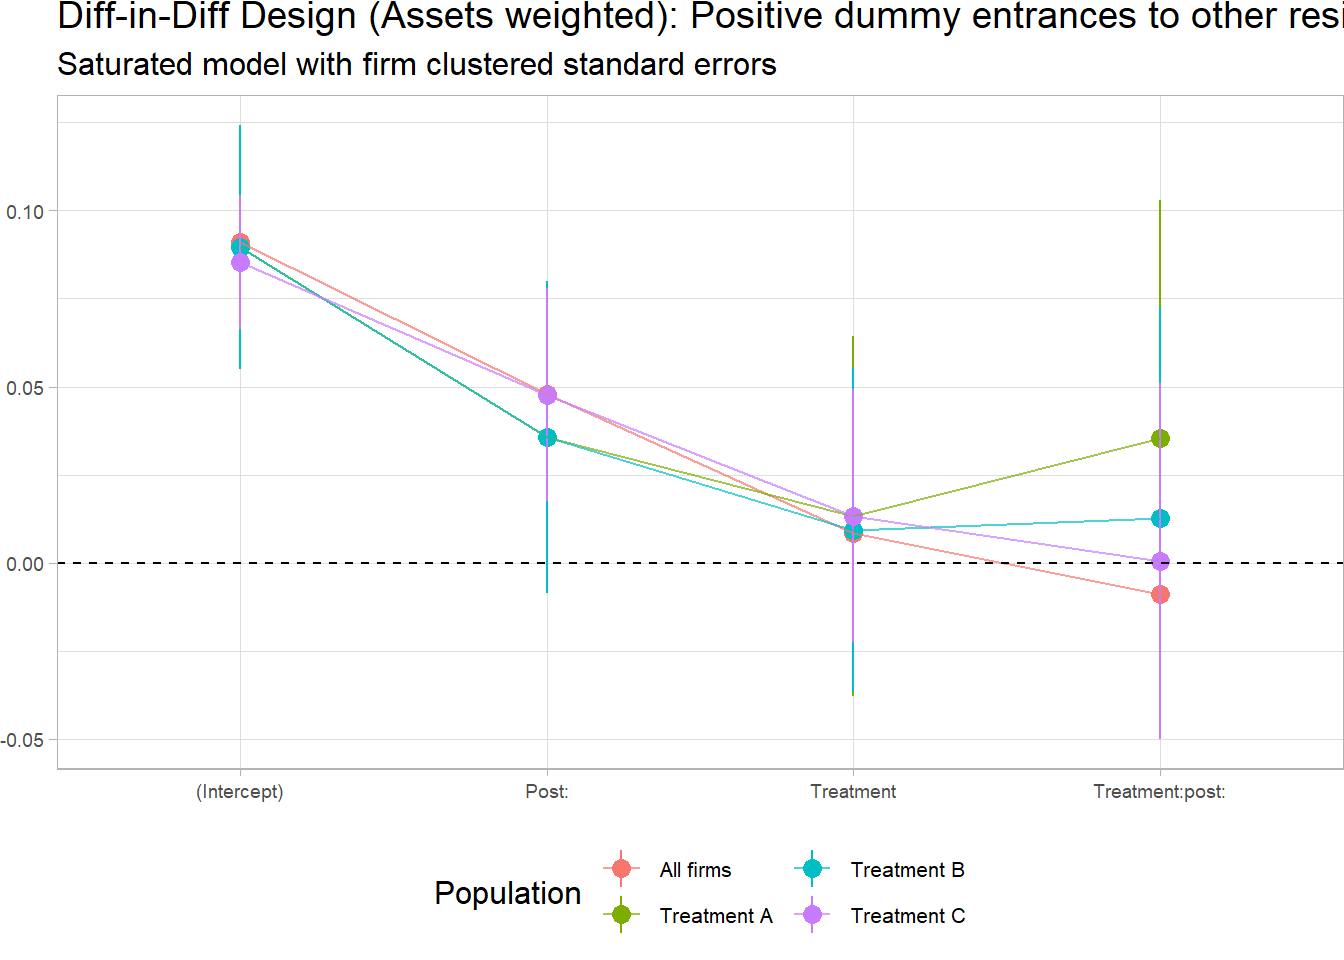 Diff-in-Diff Design (Assets weighted): Positive dummy entrances to other resi
Saturated model with firm clustered standard errors
0.10
0.05
0.00
-0.05
(Intercept) Post: Treatment Treatment:post:
Population
All firms Treatment B
Treatment A Treatment C